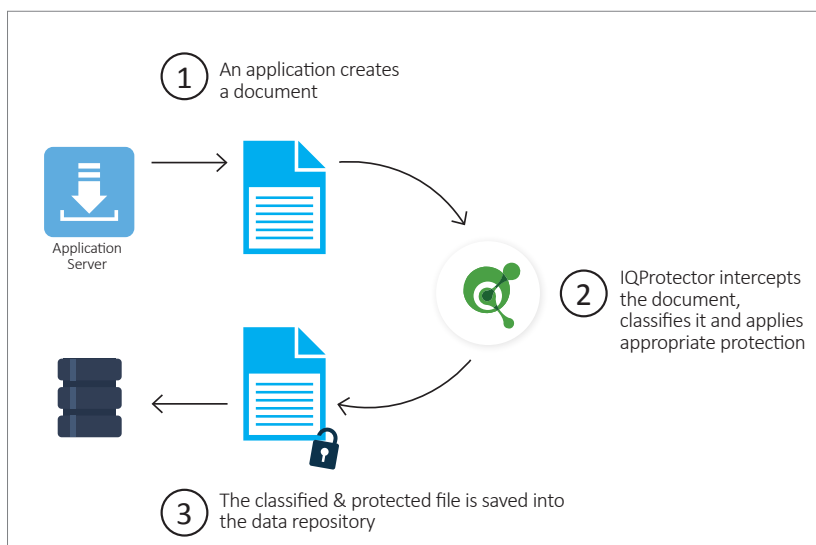 1
An application creates
a document
Application
Server
2
IQProtector intercepts
the document,
classifies it and applies
appropriate protection
3
The classified & protected file is saved into
the data repository